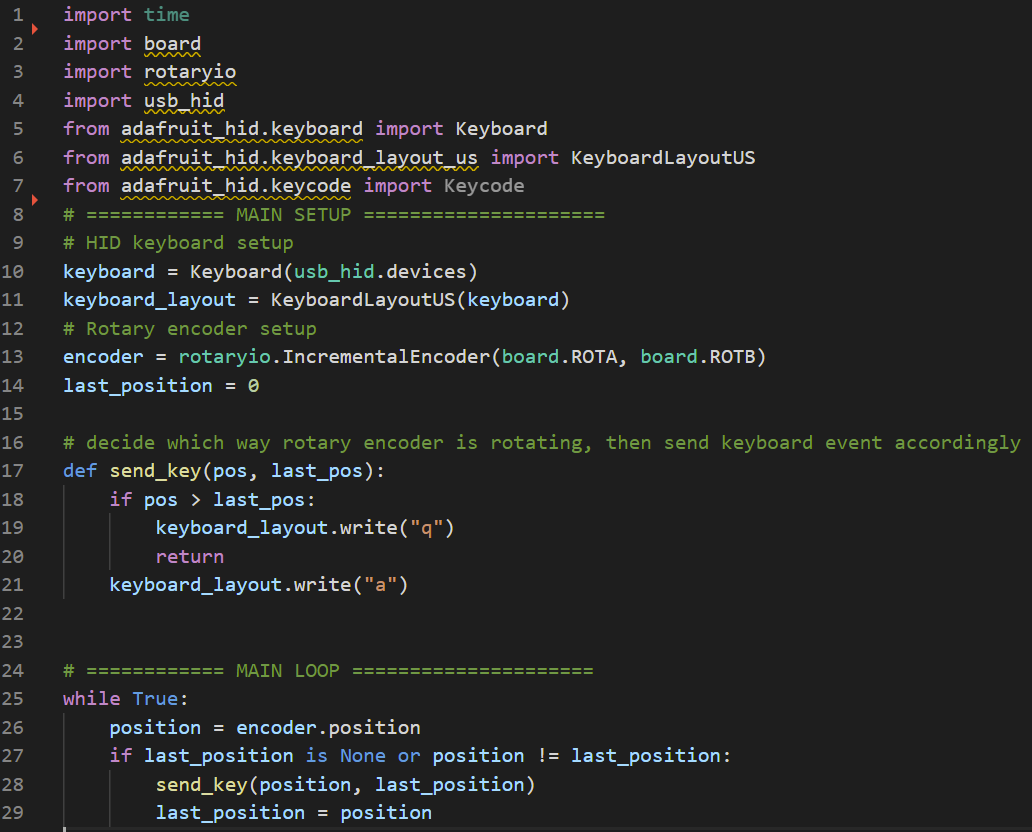 1 import time
2 import board
3 import rotaryio
4 import usb_hid
5 from adafruit_hid.keyboard import Keyboard
6 from adafruit_hid.keyboard_layout_us import KeyboardLayoutUS
7 from adafruit_hid.keycode import Keycode
8 # ============ MAIN SETUP =====================
9 # HID keyboard setup
10 keyboard = Keyboard(usb_hid.devices)
11 keyboard_layout = KeyboardLayoutUS(keyboard)
12 # Rotary encoder setup
13 encoder = rotaryio.IncrementalEncoder(board.ROTA, board.ROTB)
14 last_position = 0
15
16 # decide which way rotary encoder is rotating, then send keyboard event accordingly
17 def send_key(pos, last_pos):
18     if pos > last_pos:
19         keyboard_layout.write("q")
20         return
21     keyboard_layout.write("a")
22
23
24 # ============ MAIN LOOP =====================
25 while True:
26     position = encoder.position
27     if last_position is None or position != last_position:
28         send_key(position, last_position)
29         last_position = position